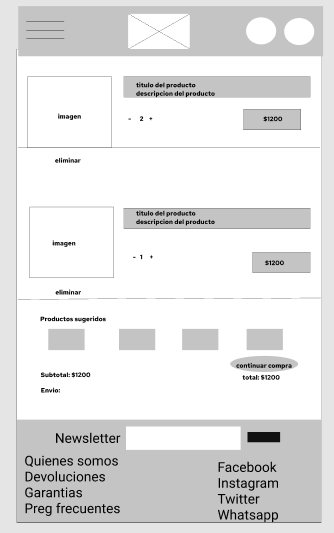 titulo del producto
descripcion del producto
imagen
- 2 +
$1200
eliminar
titulo del producto
descripcion del producto
imagen
- 1 +
$1200
eliminar
Productos sugeridos
continuar compra
Subtotal: $1200
total: $1200
Envio:
Newsletter
Quienes somos
Devoluciones
Garantias
Preg frecuentes
Facebook
Instagram
Twitter
Whatsapp